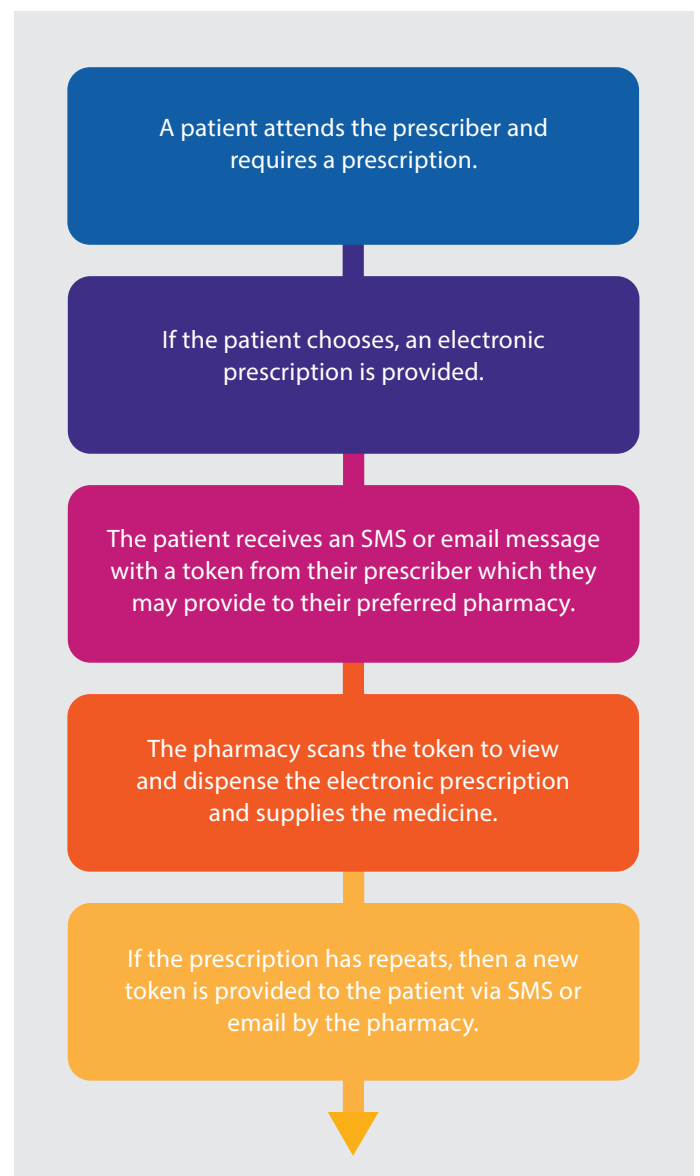 A patient attends the prescriber and
requires a prescription.
If the patient chooses, an electronic
prescription is provided.
The patient receives an SMS or email message
with a token from their prescriber which they
may provide to their preferred pharmacy.
The pharmacy scans the token to view
and dispense the electronic prescription
and supplies the medicine.
If the prescription has repeats, then a new
token is provided to the patient via SMS or
email by the pharmacy.